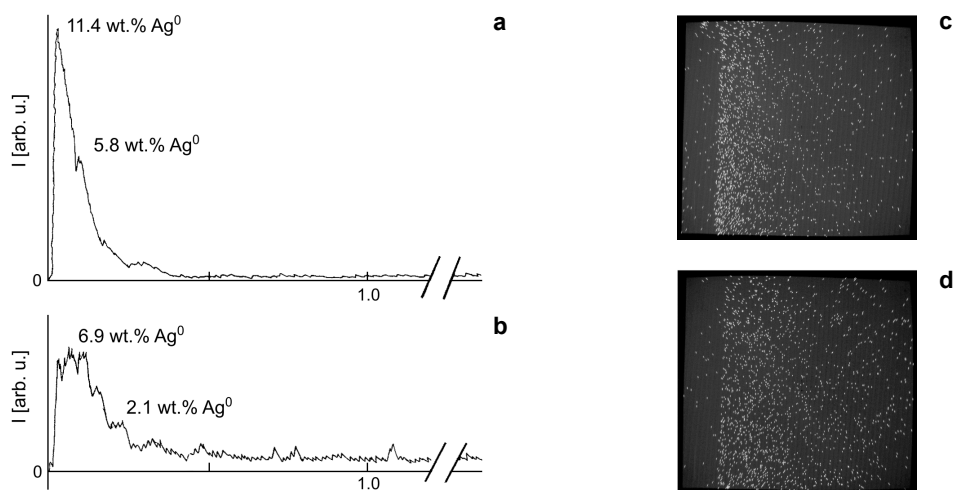 a
11.4 wt.% Ag⁰
5.8 wt.% Ag⁰
I [arb. u.]
0
1.0
b
6.9 wt.% Ag⁰
2.1 wt.% Ag⁰
I [arb. u.]
0
1.0
c
d